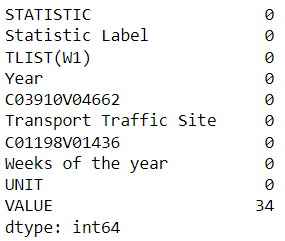 STATISTIC 0
Statistic Label 0
TLIST(W1) 0
Year 0
C03910V04662 0
Transport Traffic Site 0
C01198V01436 0
Weeks of the year 0
UNIT 0
VALUE 34
dtype: int64